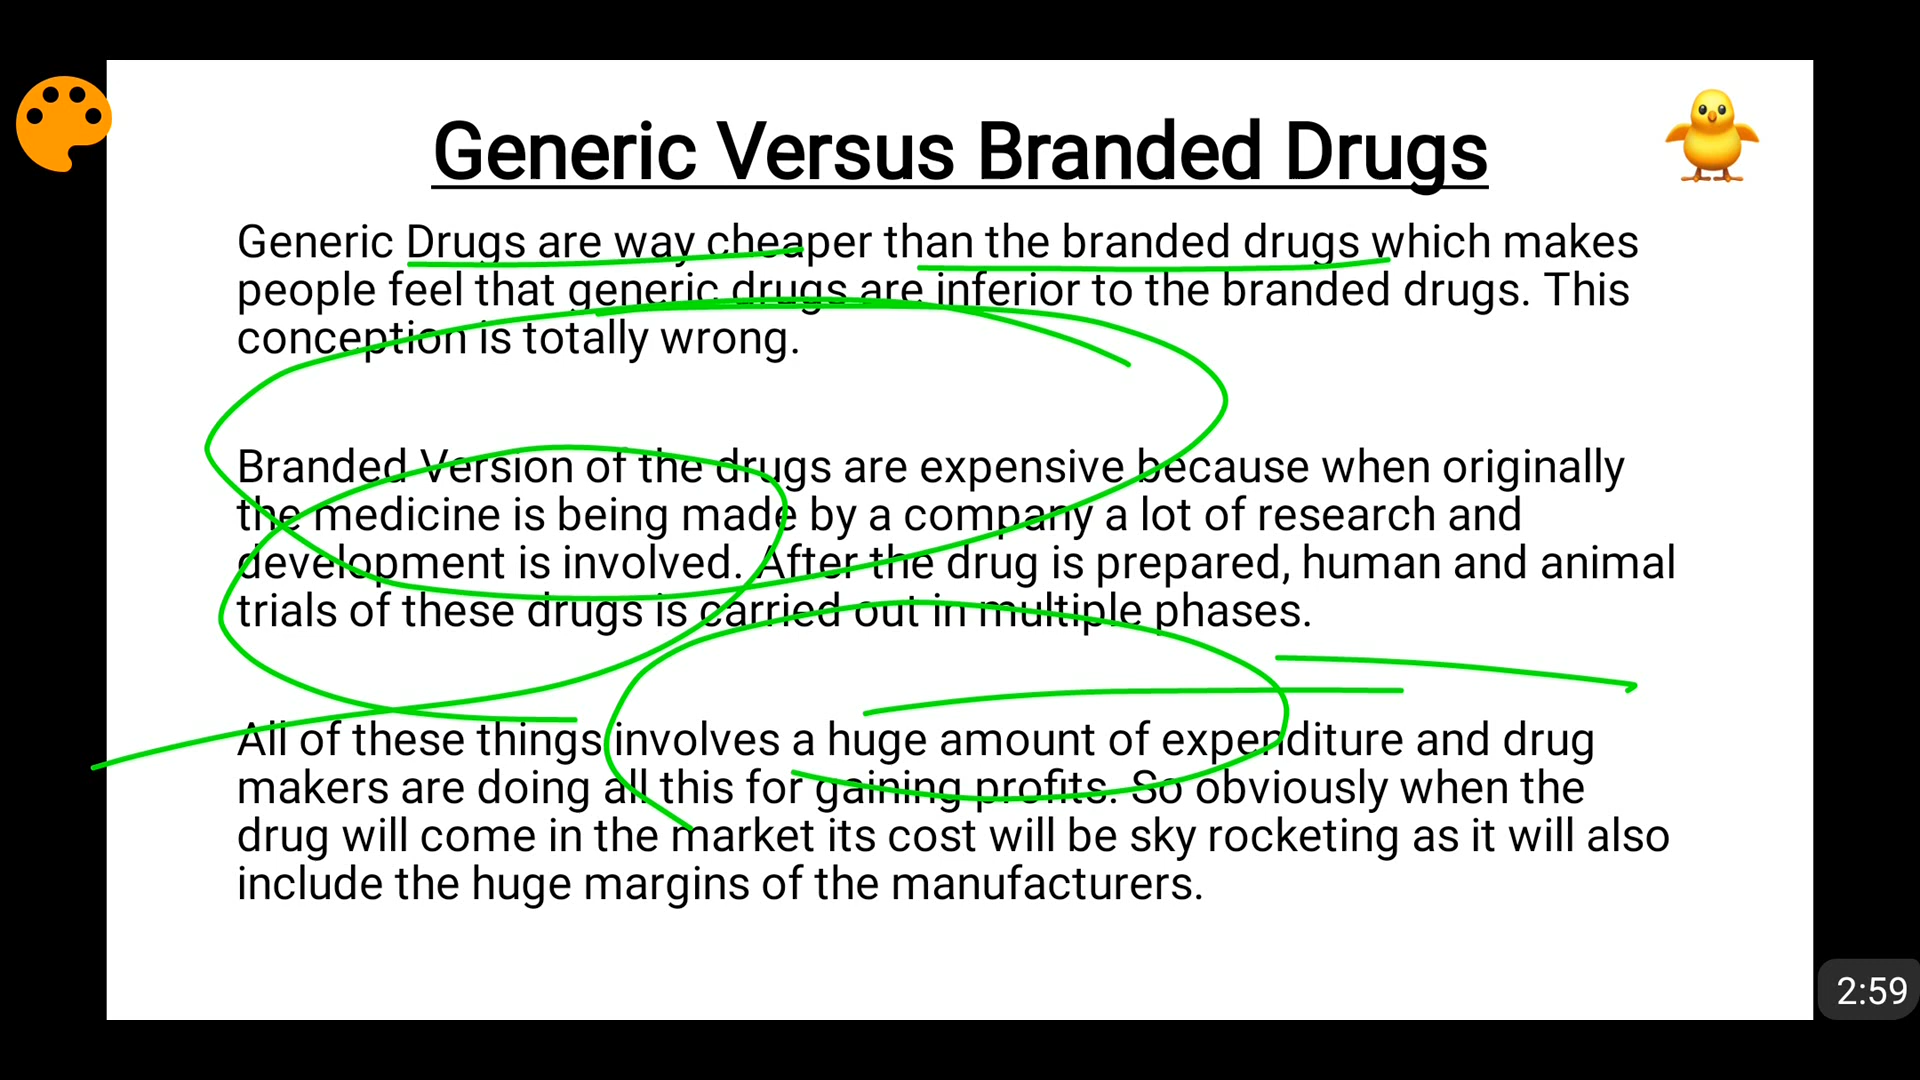 Generic Versus Branded Drugs
Generic Drugs are way cheaper than the branded drugs which makes
people feel that generic drugs are inferior to the branded drugs. This
conception is totally wrong.
Branded Version of the drugs are expensive because when originally
the medicine is being made by a company a lot of research and
development is involved. After the drug is prepared, human and animal
trials of these drugs is carried out in multiple phases.
All of these things involves a huge amount of expenditure and drug
makers are doing all this for gaining profits. So obviously when the
drug will come in the market its cost will be sky rocketing as it will also
include the huge margins of the manufacturers.
2:59